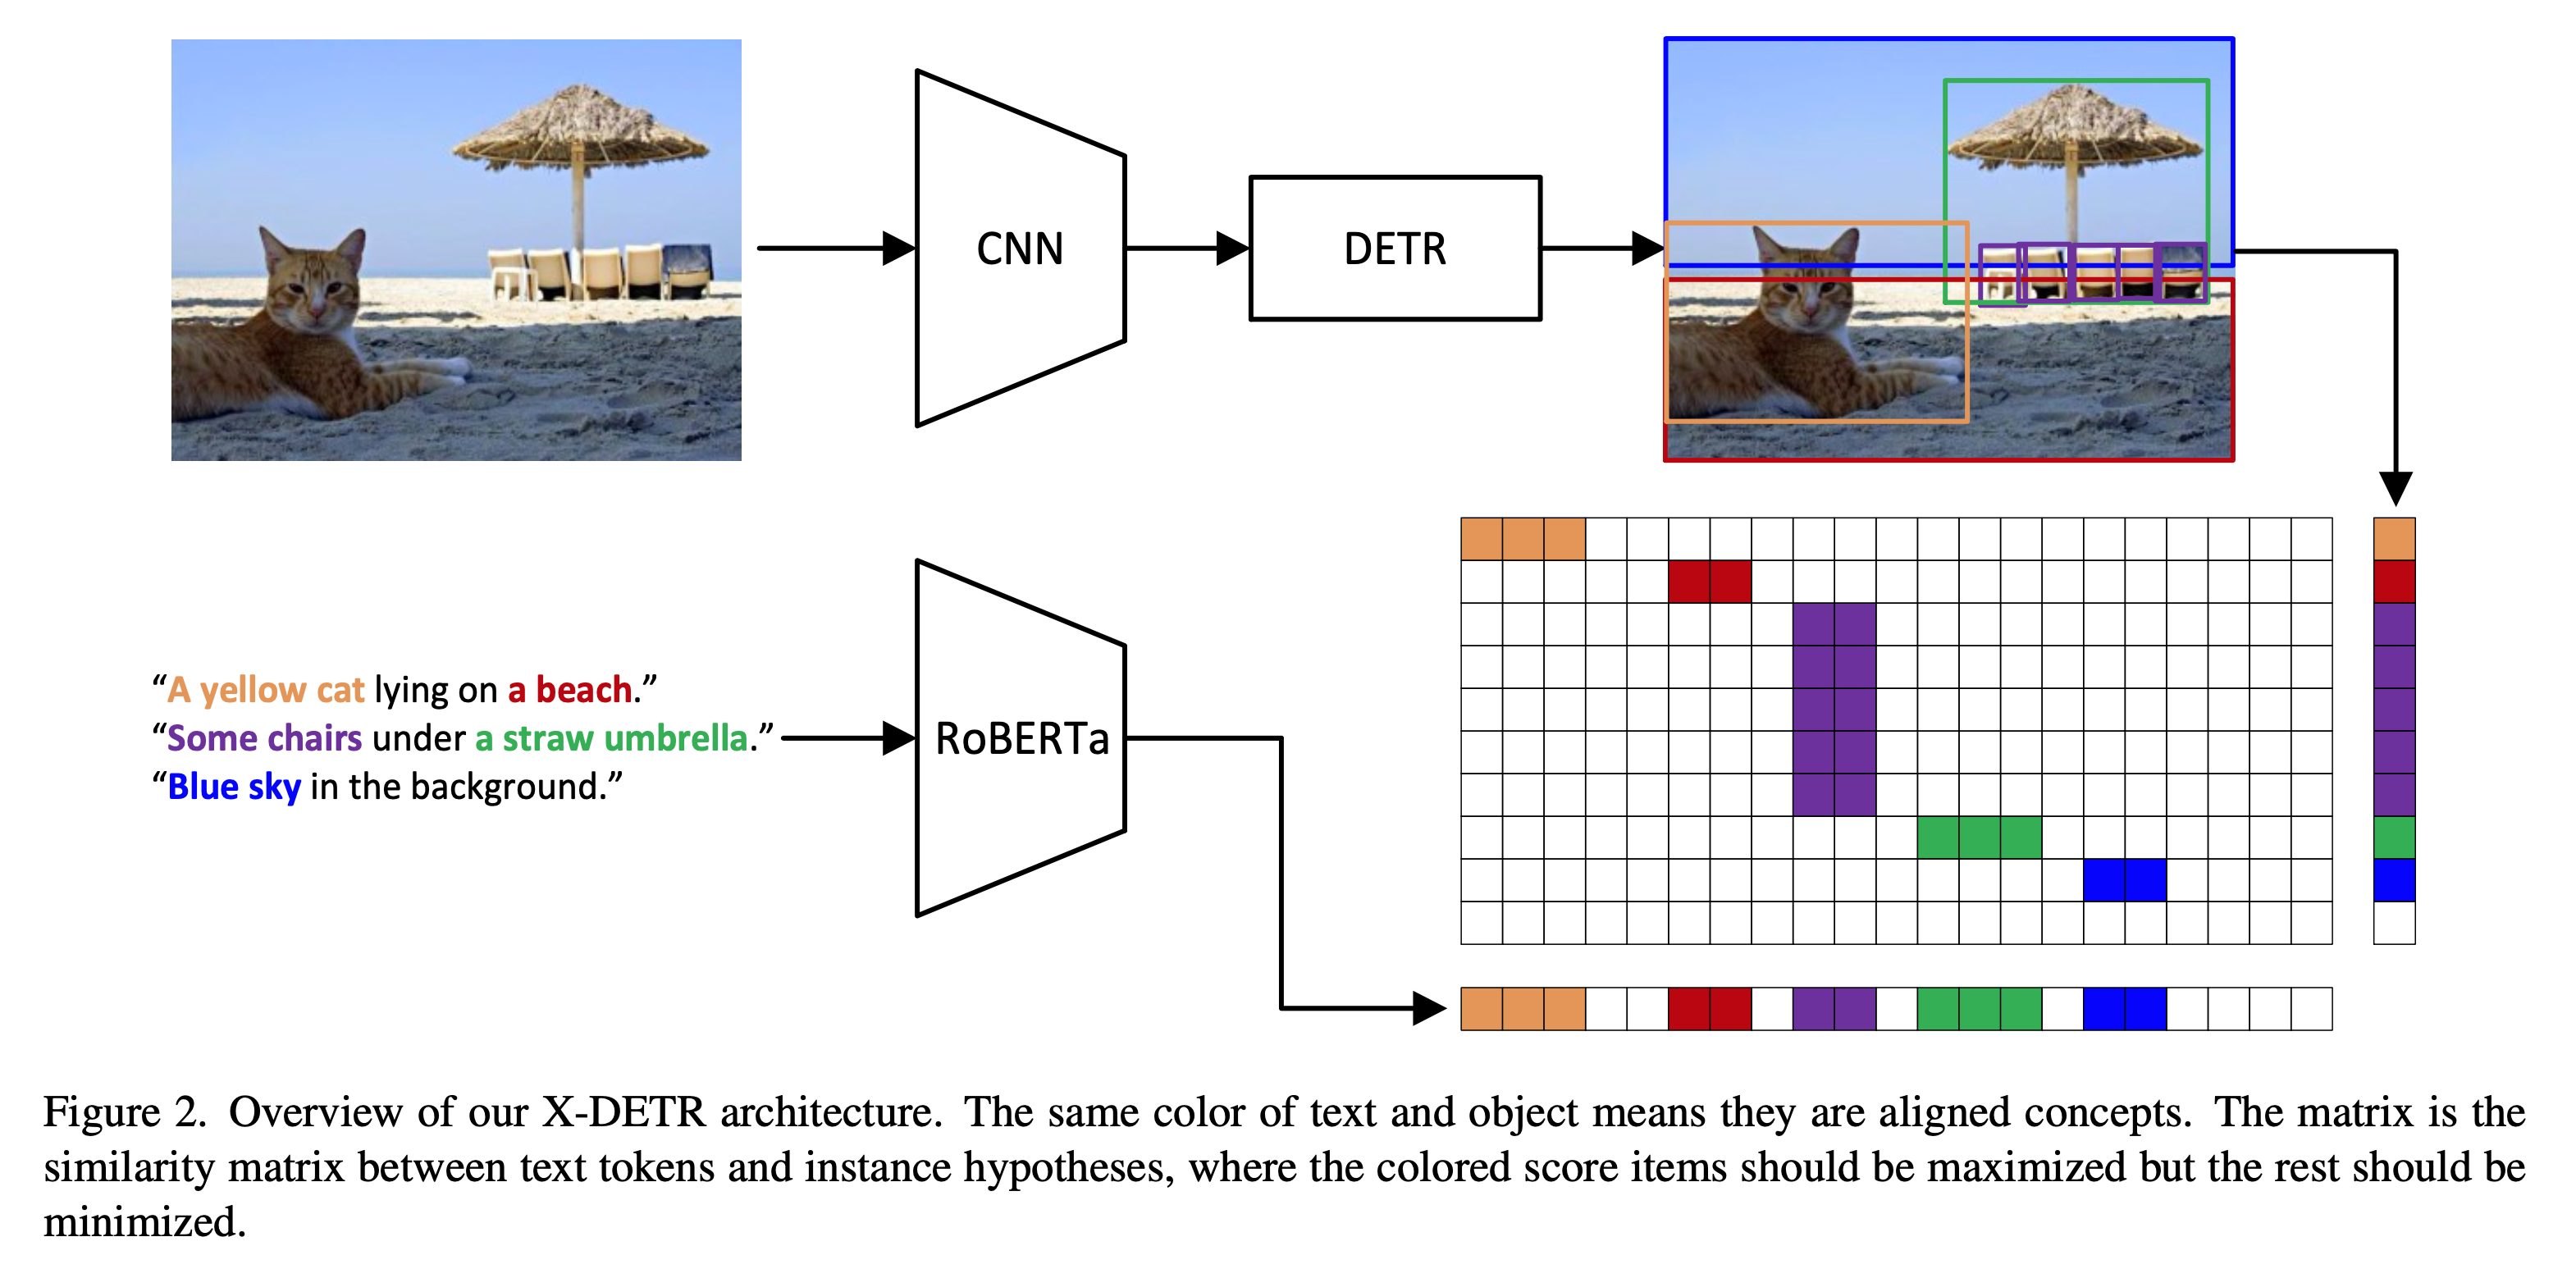 CNN
DETR
“A yellow cat lying on a beach.”
“Some chairs under a straw umbrella.”
“Blue sky in the background.”
RoBERTa
Figure 2. Overview of our X-DETR architecture. The same color of text and object means they are aligned concepts. The matrix is the
similarity matrix between text tokens and instance hypotheses, where the colored score items should be maximized but the rest should be
minimized.